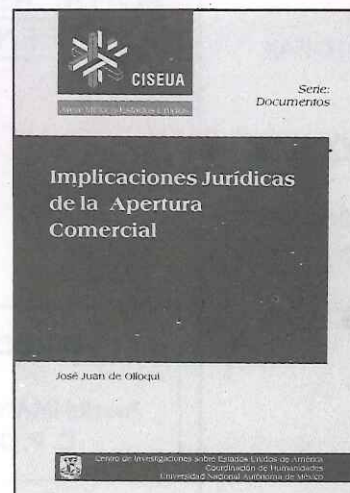 CISEUA
Serie:
Documentos
Implicaciones Jurídicas
de la Apertura
Comercial
José Juan de Olloqui
Centro de Investigaciones sobre Estados Unidos de América
Coordinación de Humanidades
Universidad Nacional Autónoma de México